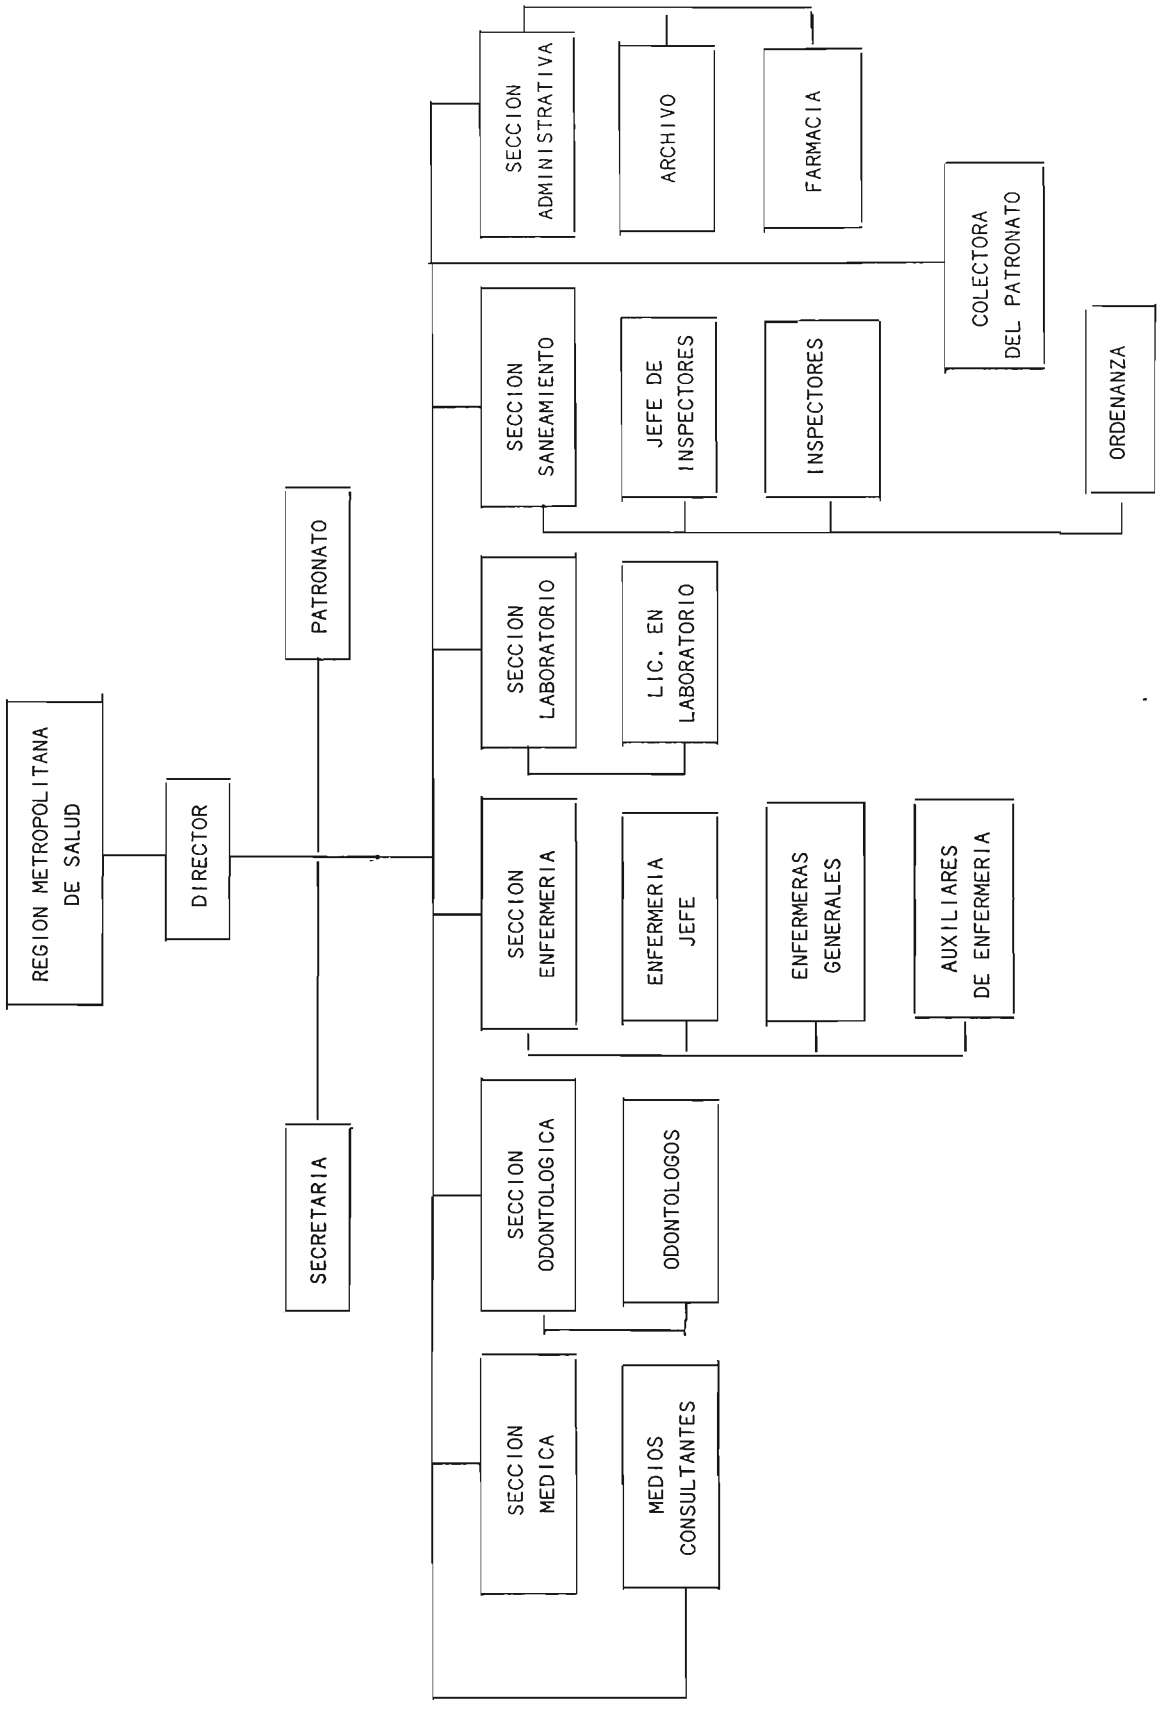 REGION METROPOLITANA
DE SALUD
DIRECTOR
SECRETARIA
PATRONATO
SECCION
MEDICA
SECCION
ODONTOLOGICA
SECCION
ENFERMERIA
SECCION
LABORATORIO
SECCION
SANEAMIENTO
SECCION
ADMINISTRATIVA
MEDIOS
CONSULTANTES
ODONTOLOGOS
ENFERMERIA
JEFE
LIC. EN
LABORATORIO
JEFE DE
INSPECTORES
ARCHIVO
ENFERMERAS
GENERALES
INSPECTORES
FARMACIA
AUXILIARES
DE ENFERMERIA
COLECTORA
DEL PATRONATO
ORDENANZA